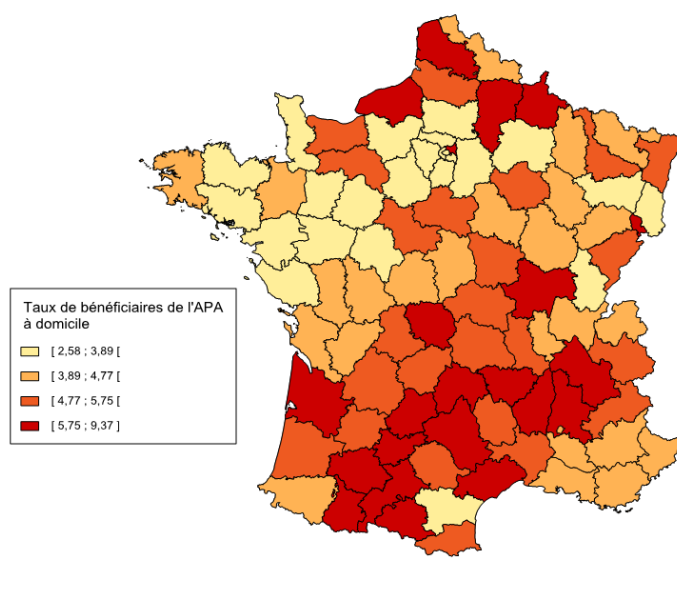 Taux de bénéficiaires de l'APA
à domicile
[ 2,58 ; 3,89 [
[ 3,89 ; 4,77 [
[ 4,77 ; 5,75 [
[ 5,75 ; 9,37 ]